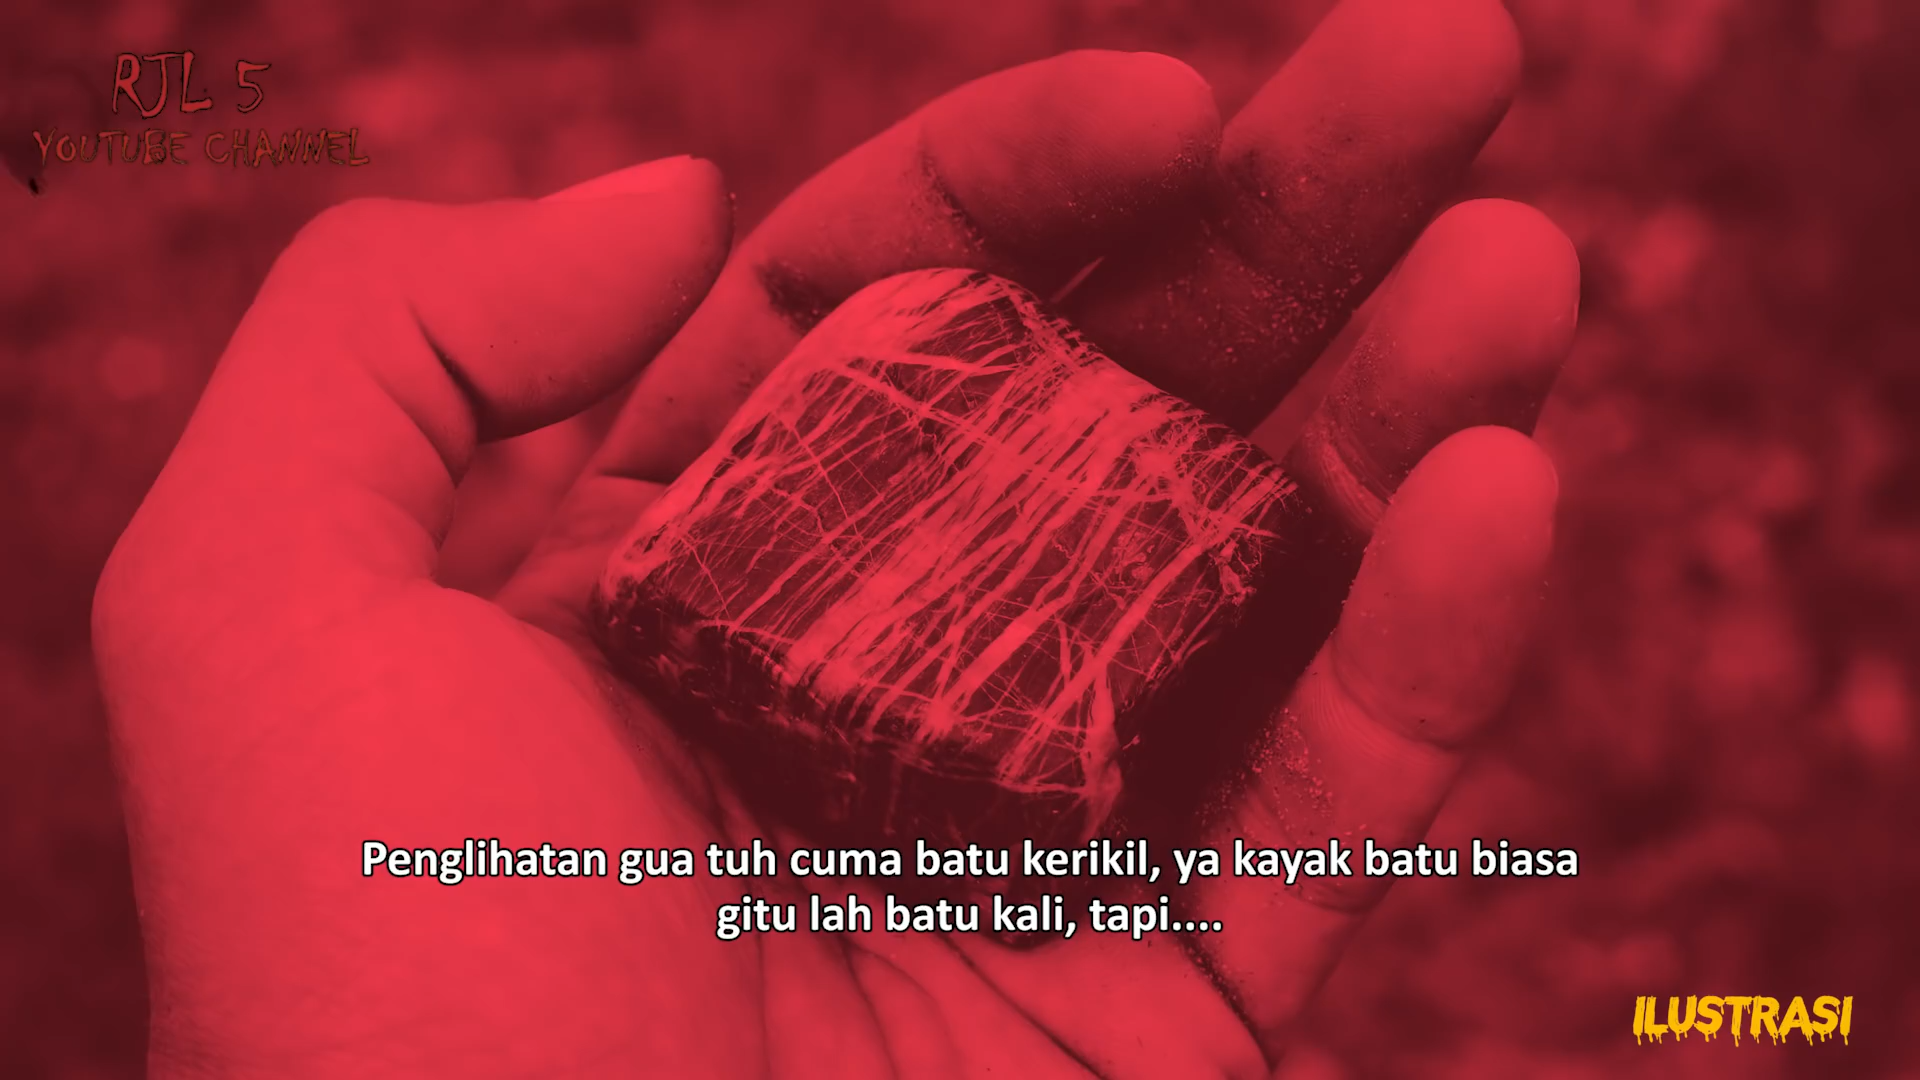 RJL 5
YOUTUBE CHANNEL
Penglihatan gua tuh cuma batu kerikil, ya kayak batu biasa
gitu lah batu kali, tapi....
ILUSTRASI